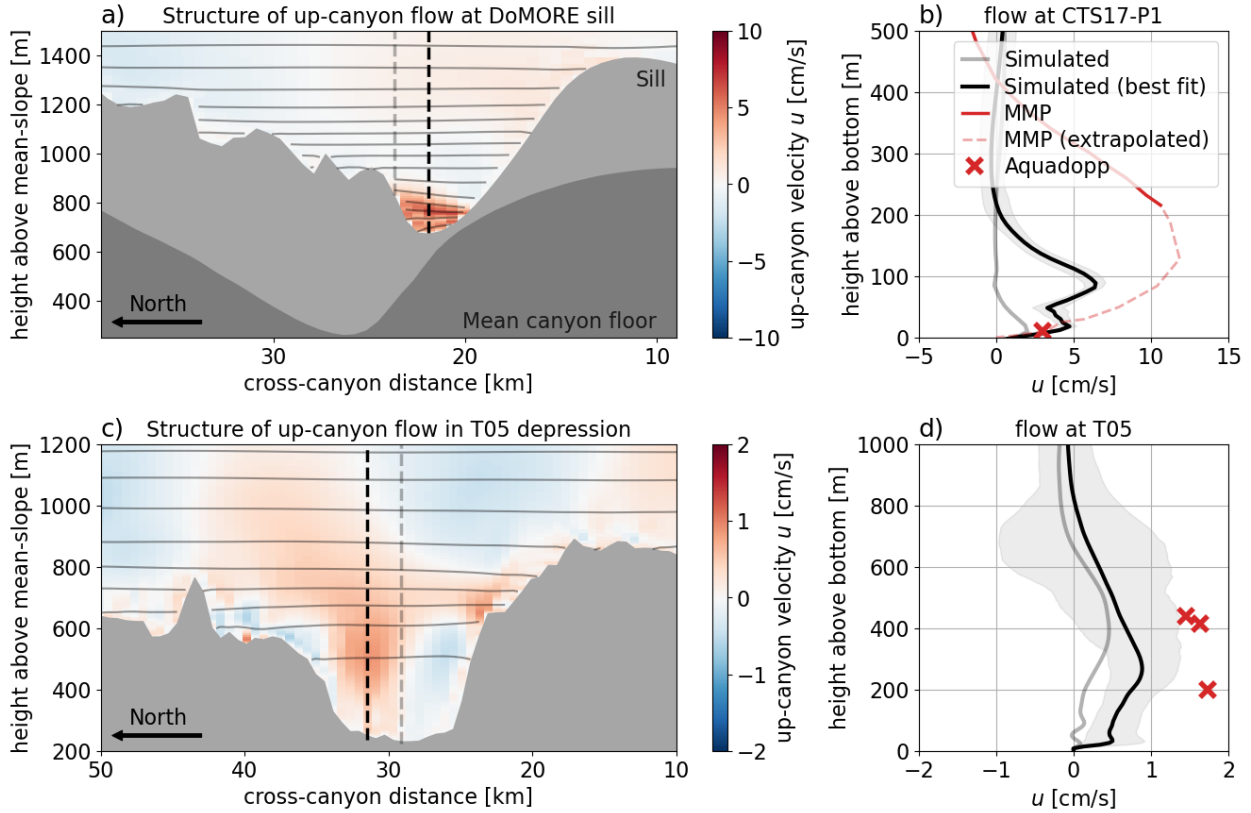 a) Structure of up-canyon flow at DoMORE sill
1400
1200
1000
800
600
400
height above mean-slope [m]
Sill
North
Mean canyon floor
30
20
10
cross-canyon distance [km]
10
5
0
−5
−10
up-canyon velocity u [cm/s]
b) flow at CTS17-P1
500
400
300
200
100
0
height above bottom [m]
Simulated
Simulated (best fit)
MMP
MMP (extrapolated)
Aquadopp
−5
0
5
10
15
u [cm/s]
c) Structure of up-canyon flow in T05 depression
1200
1000
800
600
400
200
height above mean-slope [m]
North
50
40
30
20
10
cross-canyon distance [km]
2
1
0
−1
−2
up-canyon velocity u [cm/s]
d) flow at T05
1000
800
600
400
200
0
height above bottom [m]
−2
−1
0
1
2
u [cm/s]